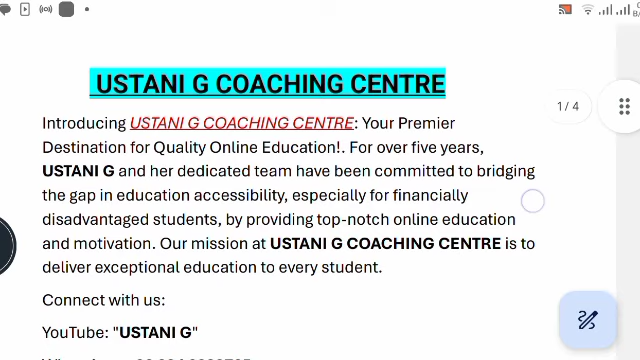 USTANI G COACHING CENTRE
Introducing USTANI G COACHING CENTRE: Your Premier
Destination for Quality Online Education!. For over five years,
USTANI G and her dedicated team have been committed to bridging
the gap in education accessibility, especially for financially
disadvantaged students, by providing top-notch online education
and motivation. Our mission at USTANI G COACHING CENTRE is to
deliver exceptional education to every student.
1/4
Connect with us:
YouTube: "USTANI G"